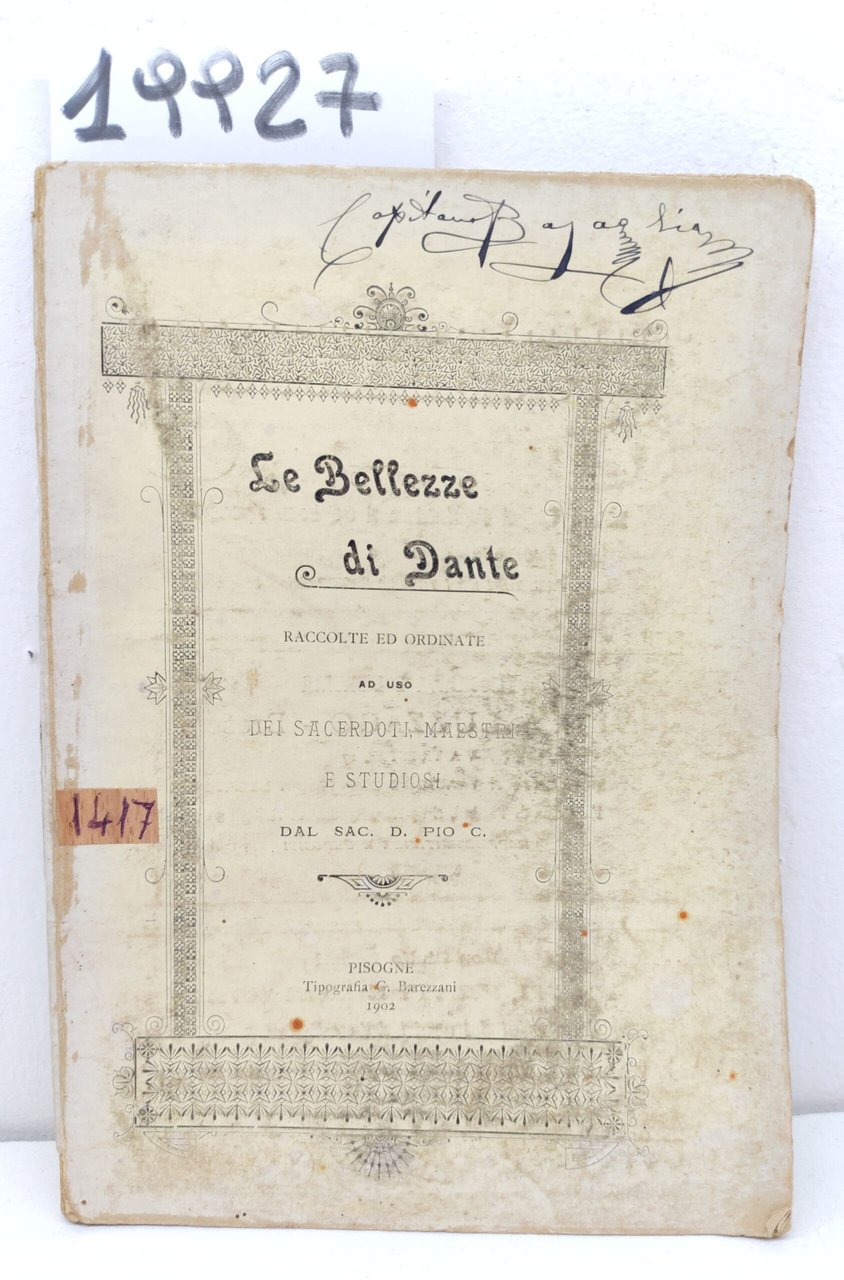 19927
Capitano
Le Bellezze
di Dante
RACCOLTE ED ORDINATE
AD USO
DEI SACERDOTI, MAESTRI
E STUDIOSI
DAL SAC. D. PIO C.
1417
PISOGNE
Tipografia G. Barezzani
1902